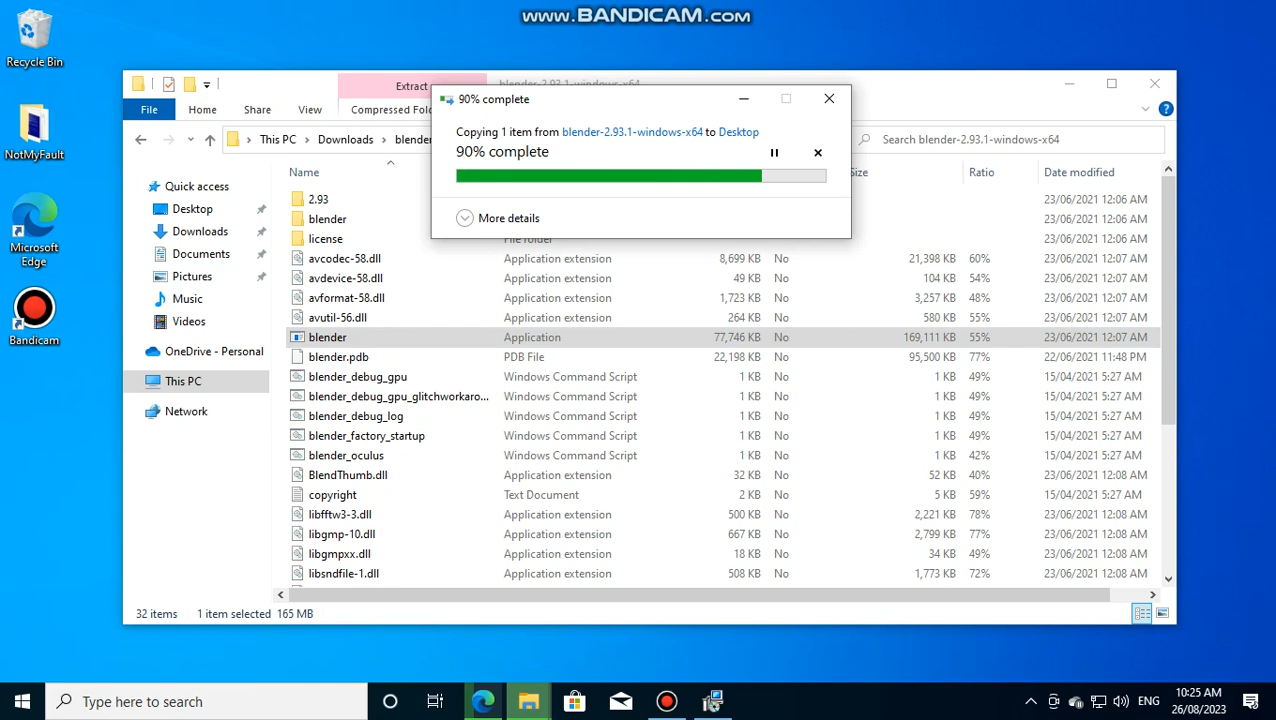 www.BANDICAM.com
Recycle Bin
NotMyFault
Microsoft
Edge
Bandicam
Extract
blender-2.93.1-windows-x64
File
Home
Share
View
Compressed Fol
This PC
Downloads
blender
Search blender-2.93.1-windows-x64
90% complete
Copying 1 item from blender-2.93.1-windows-x64 to Desktop
90% complete
More details
Quick access
Desktop
Downloads
Documents
Pictures
Music
Videos
OneDrive - Personal
This PC
Network
Name Size Ratio Date modified
2.93 23/06/2021 12:06 AM
blender 23/06/2021 12:06 AM
license File folder 23/06/2021 12:06 AM
avcodec-58.dll Application extension 8,699 KB No 21,398 KB 60% 23/06/2021 12:07 AM
avdevice-58.dll Application extension 49 KB No 104 KB 54% 23/06/2021 12:07 AM
avformat-58.dll Application extension 1,723 KB No 3,257 KB 48% 23/06/2021 12:07 AM
avutil-56.dll Application extension 264 KB No 580 KB 55% 23/06/2021 12:07 AM
blender Application 77,746 KB No 169,111 KB 55% 23/06/2021 12:07 AM
blender.pdb PDB File 22,198 KB No 95,500 KB 77% 22/06/2021 11:48 PM
blender_debug_gpu Windows Command Script 1 KB No 1 KB 49% 15/04/2021 5:27 AM
blender_debug_gpu_glitchworkaro... Windows Command Script 1 KB No 1 KB 49% 15/04/2021 5:27 AM
blender_debug_log Windows Command Script 1 KB No 1 KB 49% 15/04/2021 5:27 AM
blender_factory_startup Windows Command Script 1 KB No 1 KB 49% 15/04/2021 5:27 AM
blender_oculus Windows Command Script 1 KB No 1 KB 42% 15/04/2021 5:27 AM
BlendThumb.dll Application extension 32 KB No 52 KB 40% 23/06/2021 12:08 AM
copyright Text Document 2 KB No 5 KB 59% 15/04/2021 5:27 AM
libfftw3-3.dll Application extension 500 KB No 2,221 KB 78% 23/06/2021 12:08 AM
libgmp-10.dll Application extension 667 KB No 2,799 KB 77% 23/06/2021 12:08 AM
libgmpxx.dll Application extension 18 KB No 34 KB 49% 23/06/2021 12:08 AM
libsndfile-1.dll Application extension 508 KB No 1,773 KB 72% 23/06/2021 12:08 AM
32 items 1 item selected 165 MB
Type here to search
ENG
10:25 AM
26/08/2023